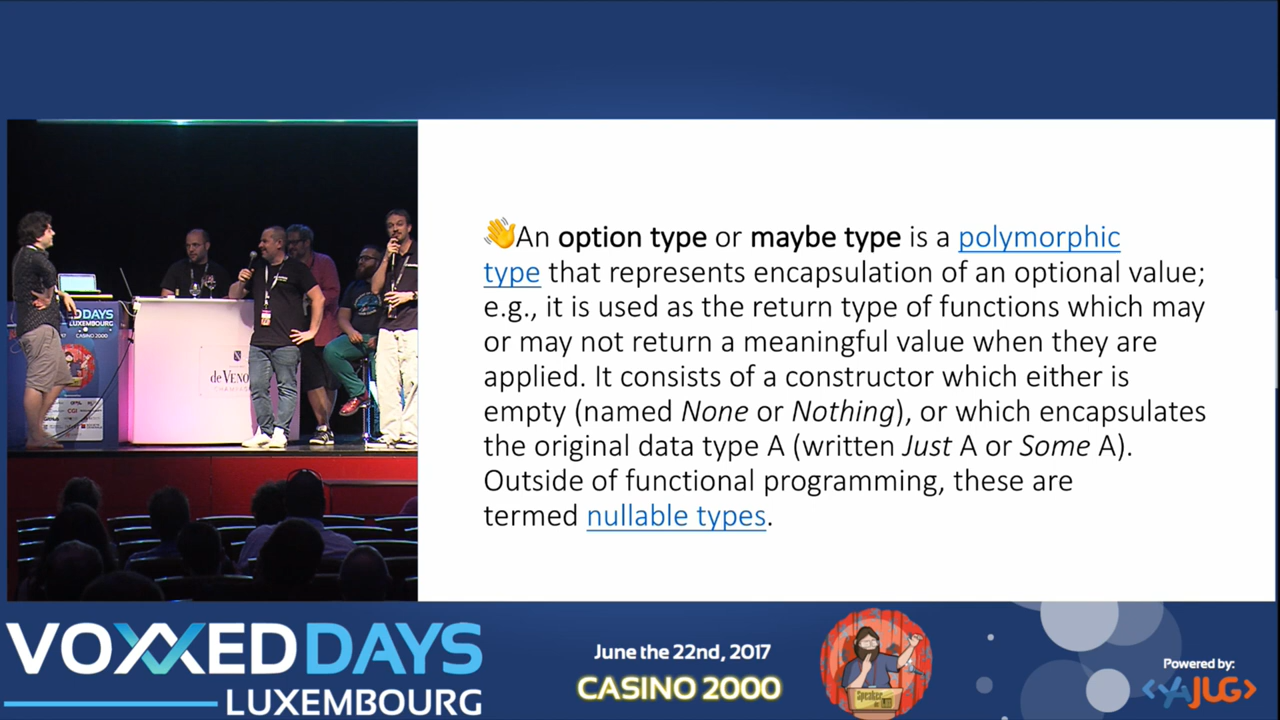 👋An option type or maybe type is a polymorphic
type that represents encapsulation of an optional value;
e.g., it is used as the return type of functions which may
or may not return a meaningful value when they are
applied. It consists of a constructor which either is
empty (named None or Nothing), or which encapsulates
the original data type A (written Just A or Some A).
Outside of functional programming, these are
termed nullable types.
DAYS
LUXEMBOURG
CASINO 2000
CGI
VOXXED DAYS
LUXEMBOURG
June the 22nd, 2017
CASINO 2000
Speaker
Powered by:
<YAJUG>